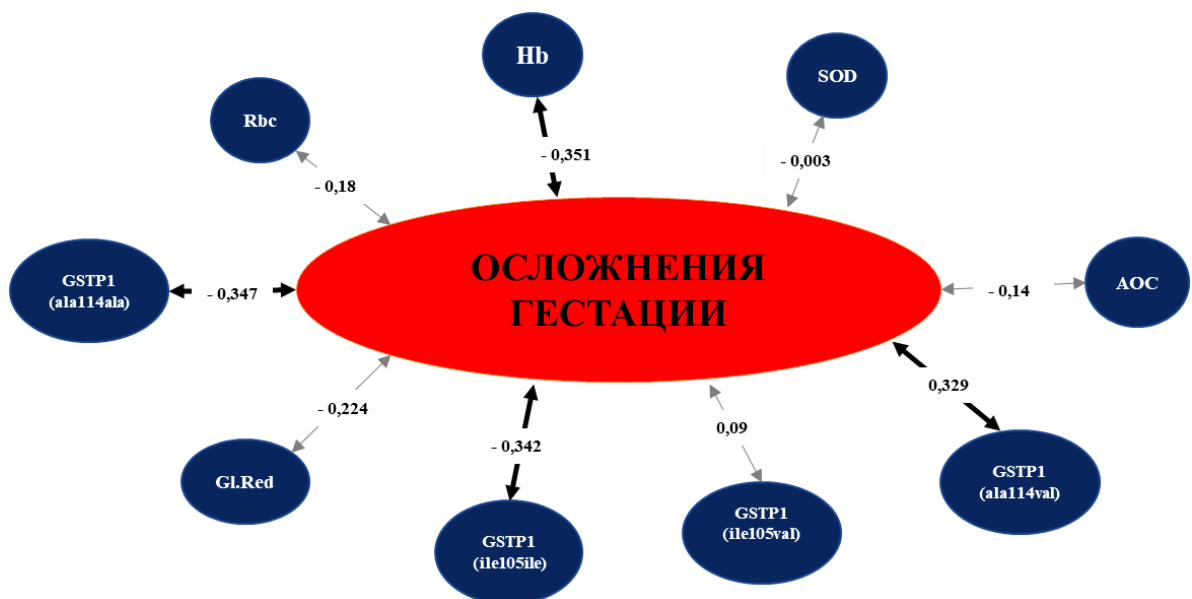 Hb
SOD
Rbc
- 0,351
- 0,003
- 0,18
ОСЛОЖНЕНИЯ
ГЕСТАЦИИ
GSTP1
(ala114ala)
- 0,347
- 0,14
AOC
- 0,224
- 0,342
0,09
0,329
Gl.Red
GSTP1
(ile105ile)
GSTP1
(ile105val)
GSTP1
(ala114val)